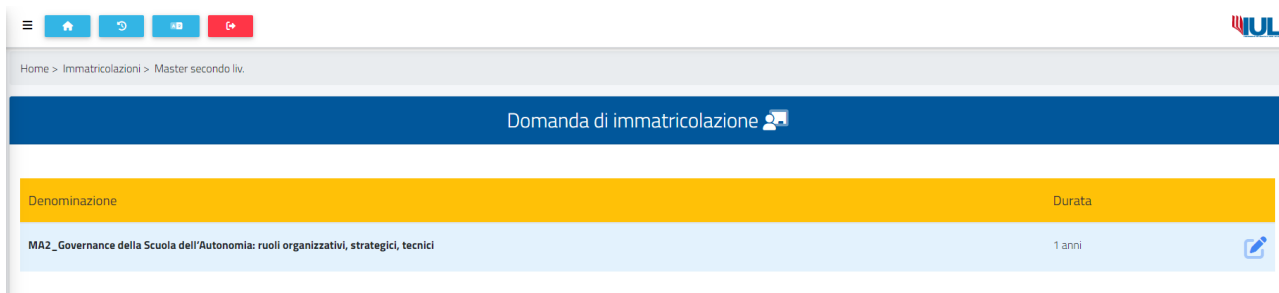 IUL
Home > Immatricolazioni > Master secondo liv.
Domanda di immatricolazione
Denominazione Durata
MA2_Governance della Scuola dell'Autonomia: ruoli organizzativi, strategici, tecnici 1 anni